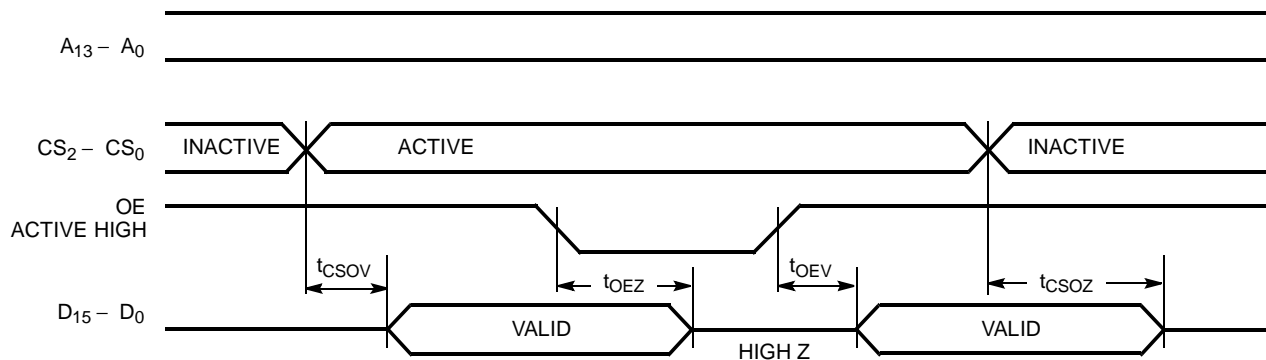 A13 – A0
CS2 – CS0
INACTIVE
ACTIVE
INACTIVE
OE
ACTIVE HIGH
tCSOV
tOEZ
tOEV
tCSOZ
D15 – D0
VALID
HIGH Z
VALID